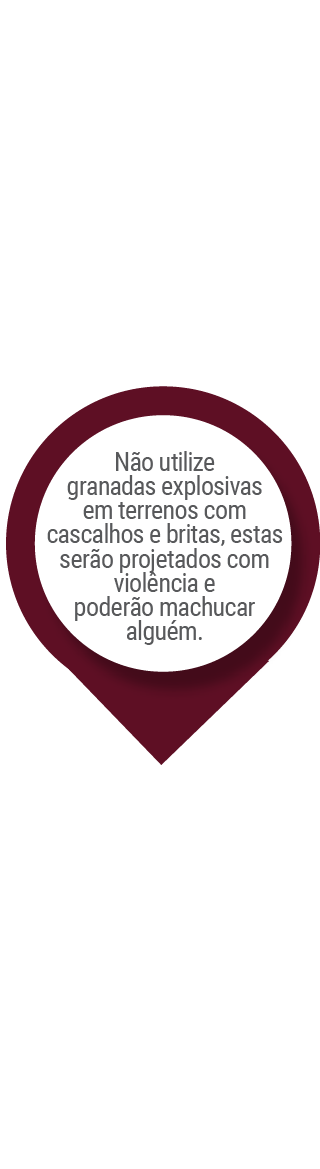 Não utilize
granadas explosivas
em terrenos com
cascalhos e britas, estas
serão projetados com
violência e
poderão machucar
alguém.